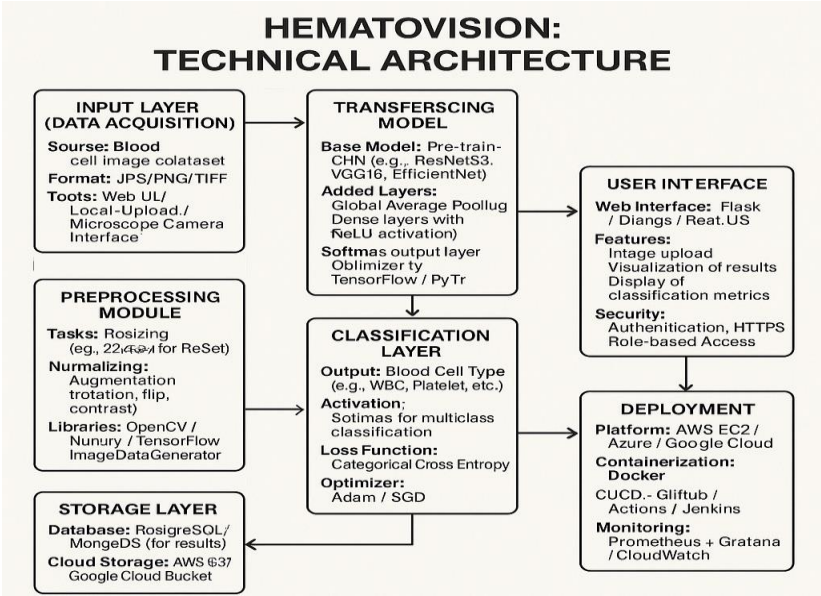 HEMATOVISION:
TECHNICAL ARCHITECTURE
INPUT LAYER
(DATA ACQUISITION)
Sourse: Blood
cell image colataset
Format: JPS/PNG/TIFF
Toots: Web UL/
Local-Upload./
Microscope Camera
Interface
PREPROCESSING
MODULE
Tasks: Rosizing
(eg., for ReSet)
Nurmalizing:
Augmentation
trotation, flip,
contrast)
Libraries: OpenCV /
Nunury / TensorFlow
ImageDataGenerator
STORAGE LAYER
Database: RosigreSQL/
MongeDS (for results)
Cloud Storage: AWS
Google Cloud Bucket
TRANSFERSCING
MODEL
Base Model: Pre-train-
CHN (e.g., ResNetS3.
VGG16, EfficientNet)
Added Layers:
Global Average Poollug
Dense layers with
ReLU activation)
Softmas output layer
Oblimizer ty
TensorFlow / PyTr
CLASSIFICATION
LAYER
Output: Blood Cell Type
(e.g., WBC, Platelet, etc.)
Activation;
Sotimas for multiclass
classification
Loss Function:
Categorical Cross Entropy
Optimizer:
Adam / SGD
USER INTERFACE
Web Interface: Flask
/ Diangs / Reat.US
Features:
Intage upload
Visualization of results
Display of
classification metrics
Security:
Authenitication, HTTPS
Role-based Access
DEPLOYMENT
Platform: AWS EC2 /
Azure / Google Cloud
Containerization:
Docker
CUCD.- Gliftub /
Actions / Jenkins
Monitoring:
Prometheus + Gratana
/ CloudWatch